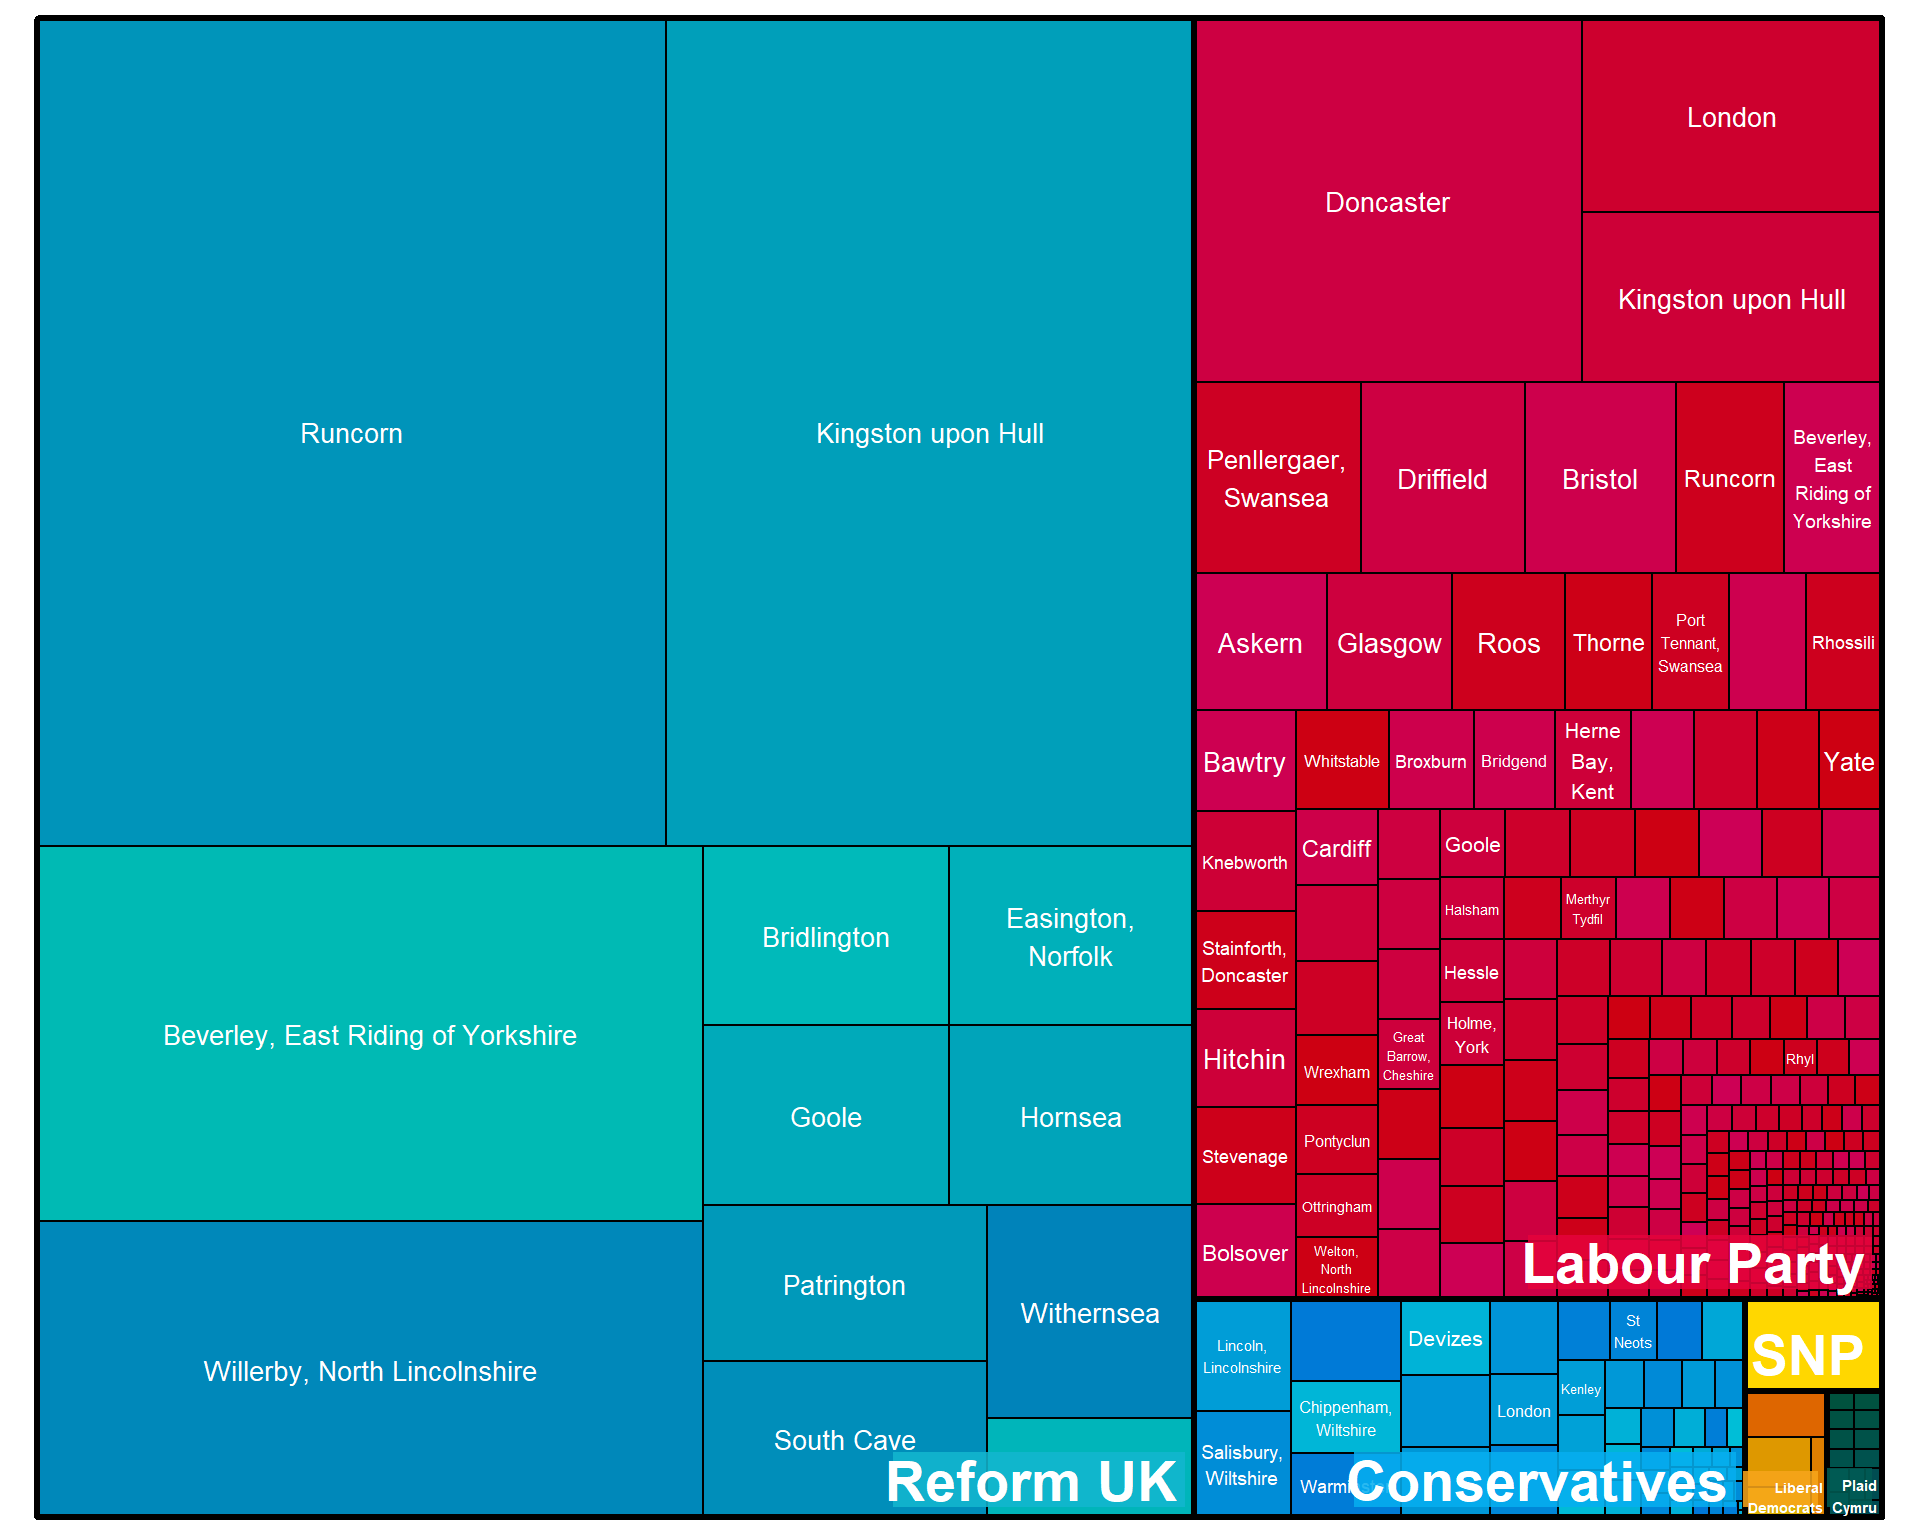 Runcorn
Kingston upon Hull
Beverley, East Riding of Yorkshire
Willerby, North Lincolnshire
Bridlington
Easington,
Norfolk
Goole
Hornsea
Patrington
Withernsea
South Cave
Reform UK
Doncaster
London
Kingston upon Hull
Penllergaer,
Swansea
Driffield
Bristol
Runcorn
Beverley,
East
Riding of
Yorkshire
Askern
Glasgow
Roos
Thorne
Port
Tennant,
Swansea
Rhossili
Bawtry
Whitstable
Broxburn
Bridgend
Herne
Bay,
Kent
Yate
Knebworth
Cardiff
Goole
Halsham
Merthyr
Tydfil
Stainforth,
Doncaster
Hessle
Hitchin
Holme,
York
Great
Barrow,
Cheshire
Rhyl
Wrexham
Stevenage
Pontyclun
Ottringham
Bolsover
Welton,
North
Lincolnshire
Labour Party
Lincoln,
Lincolnshire
Devizes
St
Neots
Chippenham,
Wiltshire
Kenley
London
Salisbury,
Wiltshire
Conservatives
SNP
Liberal
Democrats
Plaid
Cymru